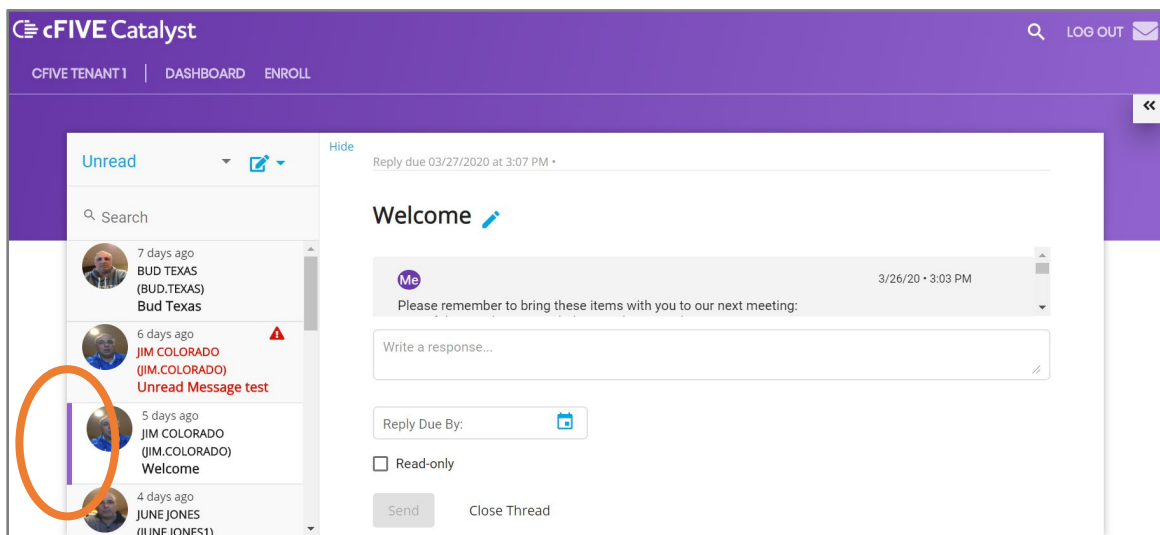 cFIVE Catalyst
LOG OUT
CFIVE TENANT 1 | DASHBOARD ENROLL
Unread
Hide
Reply due 03/27/2020 at 3:07 PM •
Search
Welcome
7 days ago
BUD TEXAS
(BUD.TEXAS)
Bud Texas
Me
3/26/20 • 3:03 PM
Please remember to bring these items with you to our next meeting:
6 days ago
JIM COLORADO
(JIM.COLORADO)
Unread Message test
Write a response...
5 days ago
JIM COLORADO
(JIM.COLORADO)
Welcome
Reply Due By:
Read-only
4 days ago
JUNE JONES
(JUNE.JONES1)
Send
Close Thread